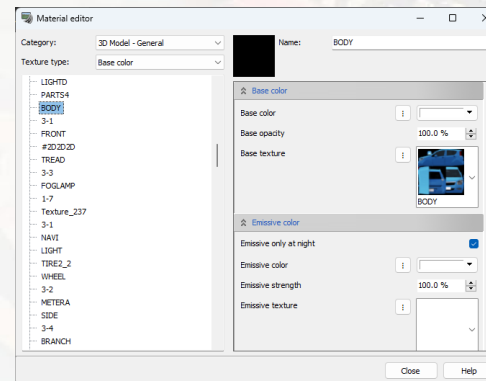 Material editor
Category:
3D Model - General
Name:
BODY
Texture type:
Base color
LIGHTD
PARTS4
BODY
3-1
FRONT
#2D2D2D
TREAD
3-3
FOGLAMP
1-7
Texture_237
3-1
NAVI
LIGHT
TIRE2_2
WHEEL
3-2
METERA
SIDE
3-4
BRANCH
Base color
Base color
Base opacity
100.0 %
Base texture
BODY
Emissive color
Emissive only at night
Emissive color
Emissive strength
100.0 %
Emissive texture
Close
Help